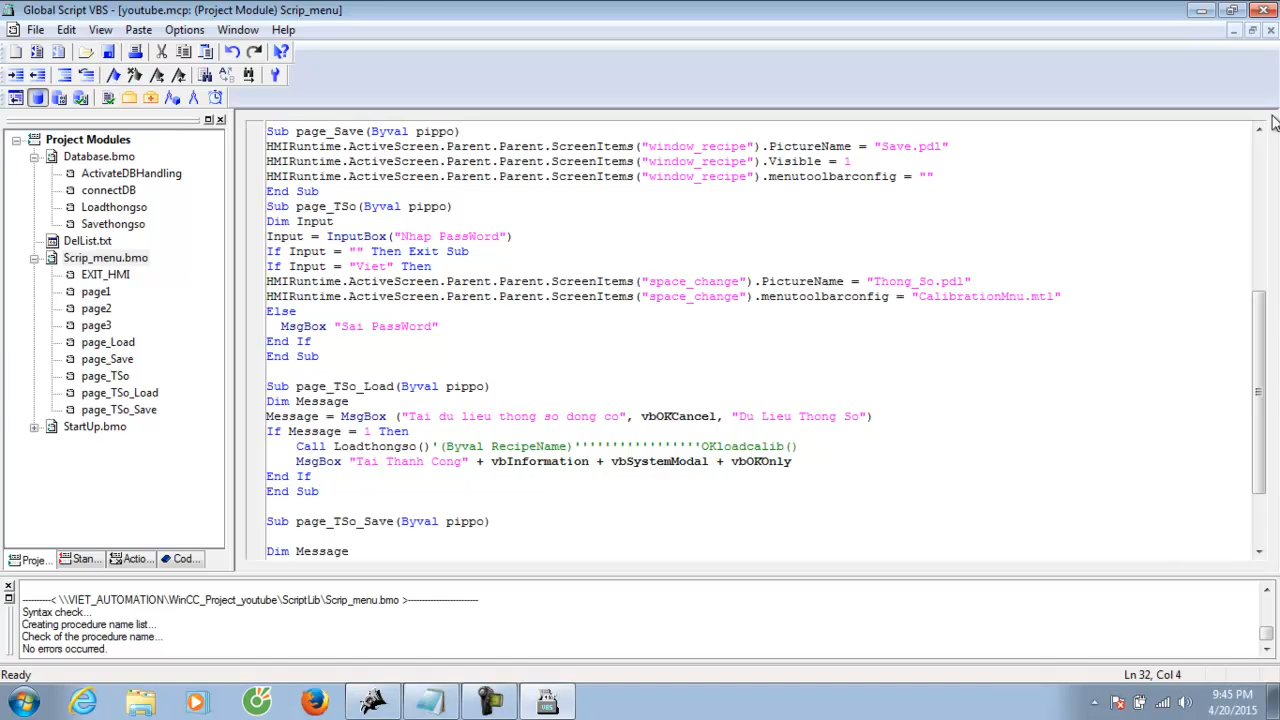 Global Script VBS - [youtube.mcp: (Project Module) Scrip_menu]
File Edit View Paste Options Window Help
Project Modules
Database.bmo
ActivateDBHandling
connectDB
Loadthongso
Savethongso
DelList.txt
Scrip_menu.bmo
EXIT_HMI
page1
page2
page3
page_Load
page_Save
page_TSo
page_TSo_Load
page_TSo_Save
StartUp.bmo
Proje... Stan... Actio... Cod...
Sub page_Save(Byval pippo)
HMIRuntime.ActiveScreen.Parent.Parent.ScreenItems("window_recipe").PictureName = "Save.pdl"
HMIRuntime.ActiveScreen.Parent.Parent.ScreenItems("window_recipe").Visible = 1
HMIRuntime.ActiveScreen.Parent.Parent.ScreenItems("window_recipe").menutoolbarconfig = ""
End Sub
Sub page_TSo(Byval pippo)
Dim Input
Input = InputBox("Nhap PassWord")
If Input = "" Then Exit Sub
If Input = "Viet" Then
HMIRuntime.ActiveScreen.Parent.Parent.ScreenItems("space_change").PictureName = "Thong_So.pdl"
HMIRuntime.ActiveScreen.Parent.Parent.ScreenItems("space_change").menutoolbarconfig = "CalibrationMnu.mtl"
Else
MsgBox "Sai PassWord"
End If
End Sub
Sub page_TSo_Load(Byval pippo)
Dim Message
Message = MsgBox ("Tai du lieu thong so dong co", vbOKCancel, "Du Lieu Thong So")
If Message = 1 Then
Call Loadthongso()'(Byval RecipeName)'''''''''''''''''OKloadcalib()
MsgBox "Tai Thanh Cong" + vbInformation + vbSystemModal + vbOKOnly
End If
End Sub
Sub page_TSo_Save(Byval pippo)
Dim Message
----------< \\VIET_AUTOMATION\WinCC_Project_youtube\ScriptLib\Scrip_menu.bmo >------------------------
Syntax check...
Creating procedure name list...
Check of the procedure name...
No errors occurred.
Ready
Ln 32, Col 4
VBS
9:45 PM
4/20/2015